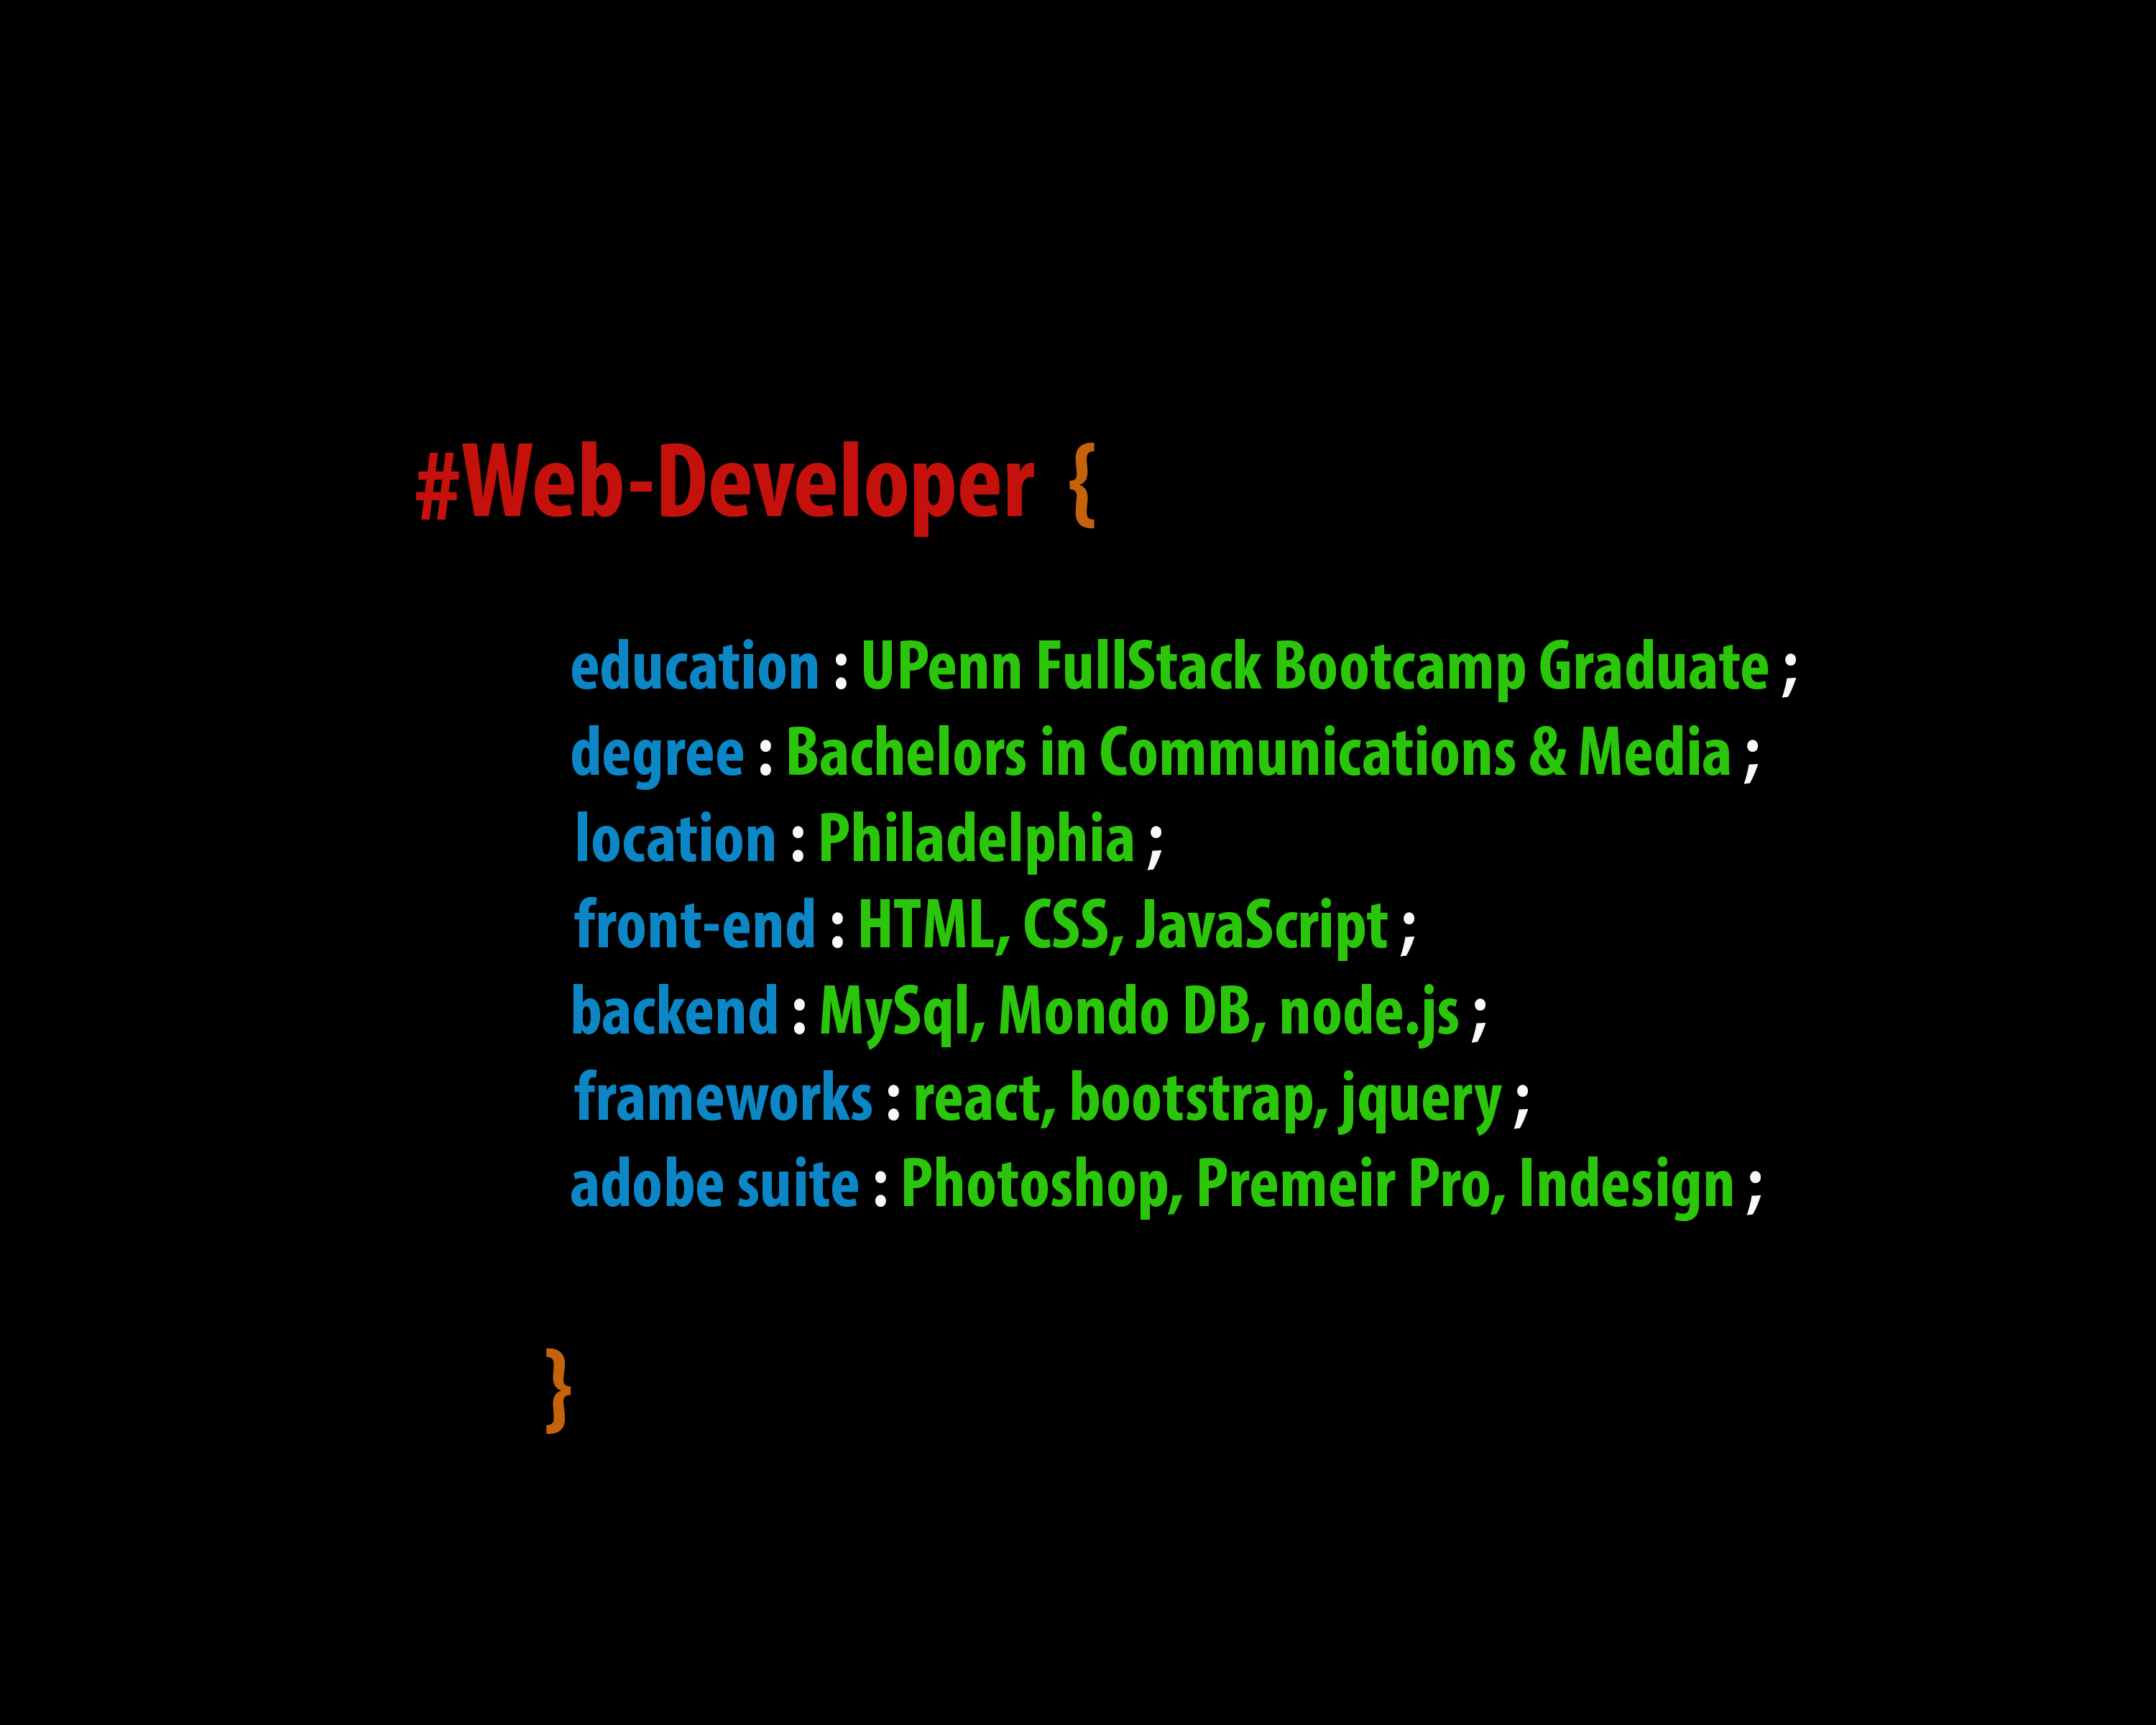 #Web-Developer {
education : UPenn FullStack Bootcamp Graduate ;
degree : Bachelors in Communications & Media ;
location : Philadelphia ;
front-end : HTML, CSS, JavaScript ;
backend : MySql, Mondo DB, node.js ;
frameworks : react, bootstrap, jquery ;
adobe suite : Photoshop, Premeir Pro, Indesign ;
}